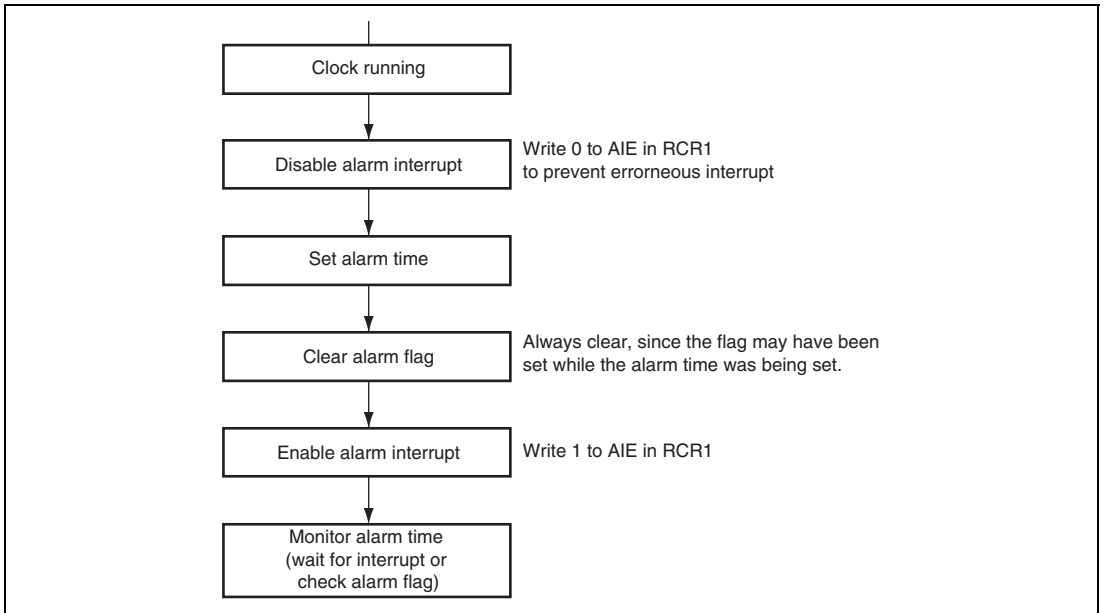 Clock running
Disable alarm interrupt
Write 0 to AIE in RCR1
to prevent errorneous interrupt
Set alarm time
Clear alarm flag
Always clear, since the flag may have been
set while the alarm time was being set.
Enable alarm interrupt
Write 1 to AIE in RCR1
Monitor alarm time
(wait for interrupt or
check alarm flag)